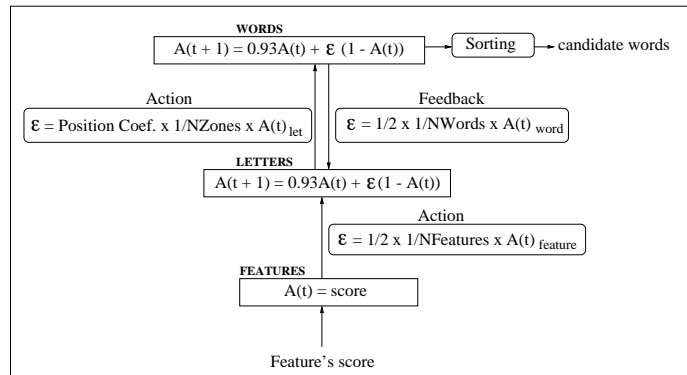 WORDS
A(t + 1) = 0.93A(t) + ε (1 - A(t))
Sorting
candidate words
Action
ε = Position Coef. x 1/NZones x A(t) let
Feedback
ε = 1/2 x 1/NWords x A(t) word
LETTERS
A(t + 1) = 0.93A(t) + ε (1 - A(t))
Action
ε = 1/2 x 1/NFeatures x A(t) feature
FEATURES
A(t) = score
Feature's score